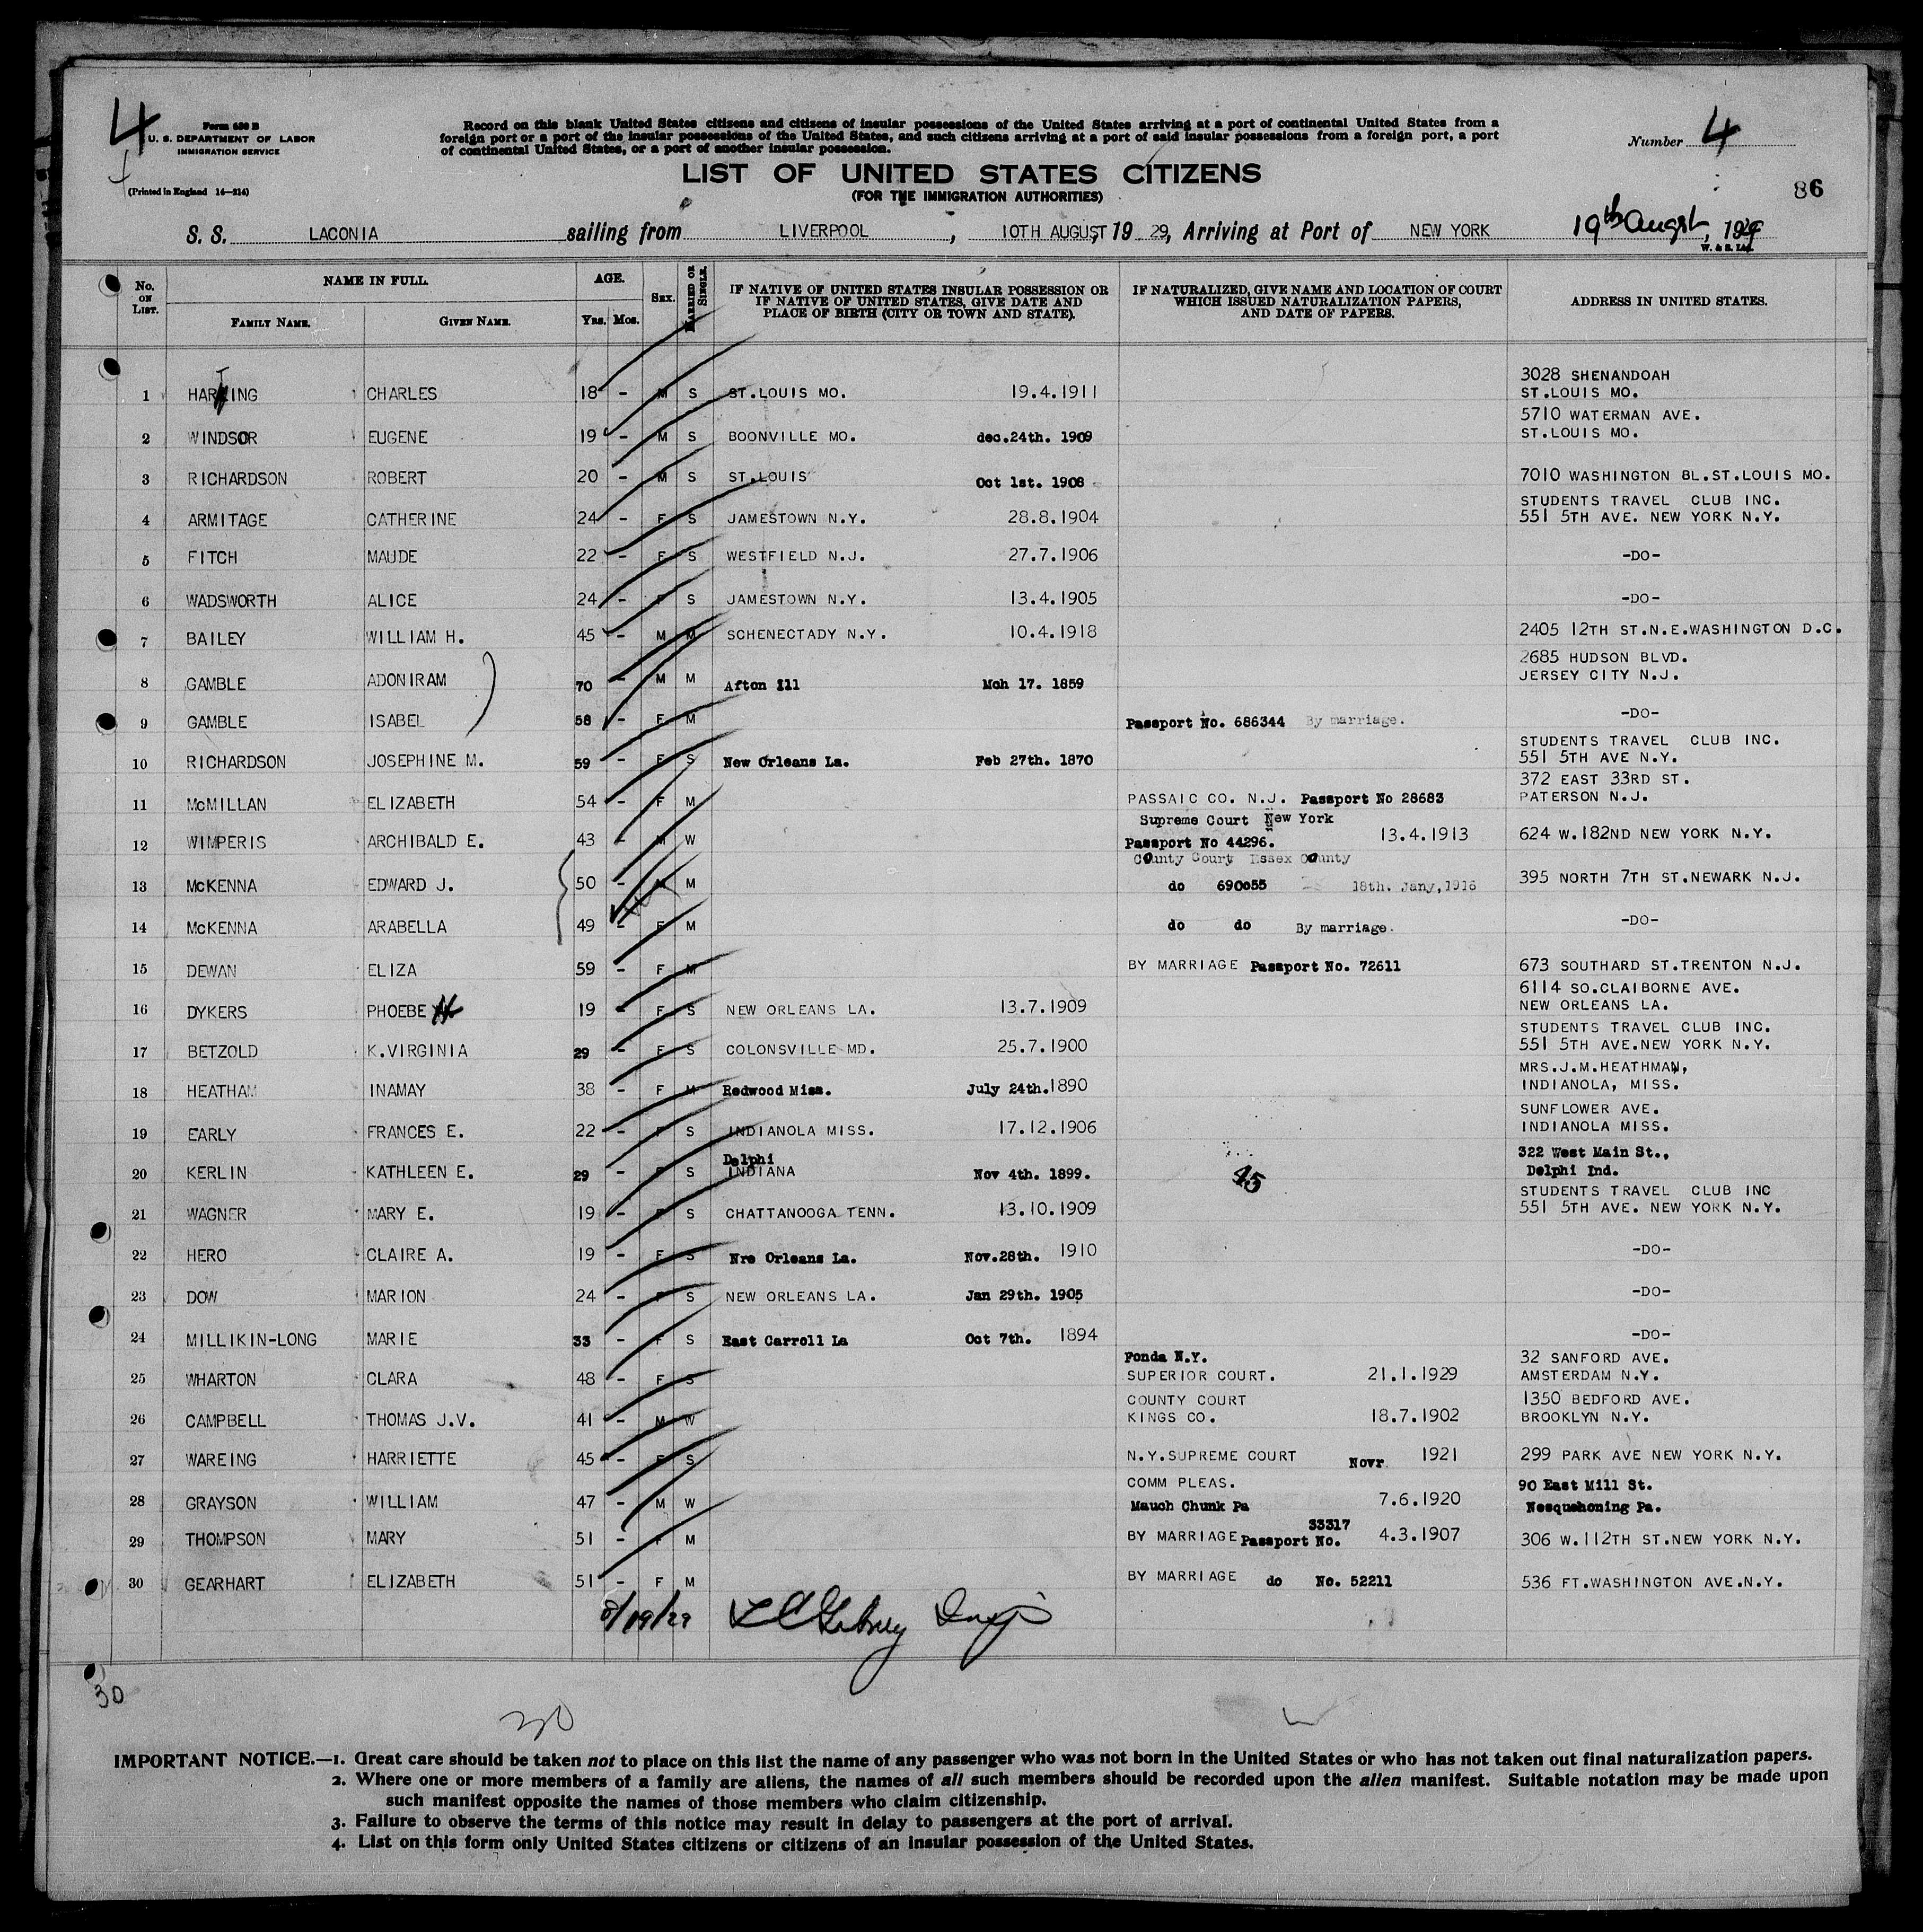 4
Form 630 B
U. S. DEPARTMENT OF LABOR
IMMIGRATION SERVICE
(Printed in England 14—214)
Record on this blank United States citizens and citizens of insular possessions of the United States arriving at a port of continental United States from a
foreign port or a port of the insular possessions of the United States, and such citizens arriving at a port of said insular possessions from a foreign port, a port
of continental United States, or a port of another insular possession.
Number 4
LIST OF UNITED STATES CITIZENS
(FOR THE IMMIGRATION AUTHORITIES)
86
S. S. LACONIA sailing from LIVERPOOL, 10TH AUGUST, 19 29, Arriving at Port of NEW YORK 19th August, 1929
W. & S. Ltd.
No. ON LIST. NAME IN FULL. FAMILY NAME. GIVEN NAME. AGE. Yrs. Mos. SEX. MARRIED OR SINGLE. IF NATIVE OF UNITED STATES INSULAR POSSESSION OR IF NATIVE OF UNITED STATES, GIVE DATE AND PLACE OF BIRTH (CITY OR TOWN AND STATE). IF NATURALIZED, GIVE NAME AND LOCATION OF COURT WHICH ISSUED NATURALIZATION PAPERS, AND DATE OF PAPERS. ADDRESS IN UNITED STATES.
1 HARTING CHARLES 18 - M S ST.LOUIS MO. 19.4.1911 3028 SHENANDOAH ST.LOUIS MO.
2 WINDSOR EUGENE 19 - M S BOONVILLE MO. dec.24th. 1909 5710 WATERMAN AVE. ST.LOUIS MO.
3 RICHARDSON ROBERT 20 - M S ST.LOUIS Oct 1st. 1908 7010 WASHINGTON BL.ST.LOUIS MO.
4 ARMITAGE CATHERINE 24 - F S JAMESTOWN N.Y. 28.8.1904 STUDENTS TRAVEL CLUB INC. 551 5TH AVE. NEW YORK N.Y.
5 FITCH MAUDE 22 - F S WESTFIELD N.J. 27.7.1906 -DO-
6 WADSWORTH ALICE 24 - F S JAMESTOWN N.Y. 13.4.1905 -DO-
7 BAILEY WILLIAM H. 45 - M M SCHENECTADY N.Y. 10.4.1918 2405 12TH ST.N.E.WASHINGTON D.C.
8 GAMBLE ADONIRAM 70 - M M Afton Ill Mch 17. 1859 2685 HUDSON BLVD. JERSEY CITY N.J.
9 GAMBLE ISABEL 58 - F M Passport No. 686344 By marriage. -DO-
10 RICHARDSON JOSEPHINE M. 59 - F S New Orleans La. Feb 27th. 1870 STUDENTS TRAVEL CLUB INC. 551 5TH AVE N.Y.
11 McMILLAN ELIZABETH 54 - F M PASSAIC CO. N.J. Passport No 28683 372 EAST 33RD ST. PATERSON N.J.
12 WIMPERIS ARCHIBALD E. 43 - M W Supreme Court New York Passport No 44296. 13.4.1913 624 W.182ND NEW YORK N.Y.
13 McKENNA EDWARD J. 50 - M M County Court Essex County do 690055 18th. Jany,1916 395 NORTH 7TH ST.NEWARK N.J.
14 McKENNA ARABELLA 49 - F M do do By marriage. -DO-
15 DEWAN ELIZA 59 - F M BY MARRIAGE Passport No. 72611 673 SOUTHARD ST.TRENTON N.J.
16 DYKERS PHOEBE H 19 - F S NEW ORLEANS LA. 13.7.1909 6114 SO.CLAIBORNE AVE. NEW ORLEANS LA.
17 BETZOLD K.VIRGINIA 29 - F S COLONSVILLE MD. 25.7.1900 STUDENTS TRAVEL CLUB INC. 551 5TH AVE.NEW YORK N.Y.
18 HEATHAM INAMAY 38 - F M Redwood Miss. July 24th.1890 MRS.J.M.HEATHMAN, INDIANOLA, MISS.
19 EARLY FRANCES E. 22 - F S INDIANOLA MISS. 17.12.1906 SUNFLOWER AVE. INDIANOLA MISS.
20 KERLIN KATHLEEN E. 29 - F S Delphi INDIANA Nov 4th. 1899. 45 322 West Main St., Delphi Ind.
21 WAGNER MARY E. 19 - F S CHATTANOOGA TENN. 13.10.1909 STUDENTS TRAVEL CLUB INC 551 5TH AVE. NEW YORK N.Y.
22 HERO CLAIRE A. 19 - F S Nre Orleans La. Nov.28th. 1910 -DO-
23 DOW MARION 24 - F S NEW ORLEANS LA. Jan 29th. 1905 -DO-
24 MILLIKIN-LONG MARIE 33 - F S East Carroll La Oct 7th. 1894 -DO-
25 WHARTON CLARA 48 - F S Fonda N.Y. SUPERIOR COURT. 21.1.1929 32 SANFORD AVE. AMSTERDAM N.Y.
26 CAMPBELL THOMAS J.V. 41 - M W COUNTY COURT KINGS CO. 18.7.1902 1350 BEDFORD AVE. BROOKLYN N.Y.
27 WAREING HARRIETTE 45 - F S N.Y.SUPREME COURT Novr 1921 299 PARK AVE NEW YORK N.Y.
28 GRAYSON WILLIAM 47 - M W COMM PLEAS. Mauch Chunk Pa 7.6.1920 90 East Mill St. Nesquehoning Pa.
29 THOMPSON MARY 51 - F M BY MARRIAGE Passport No. 33317 4.3.1907 306 W.112TH ST.NEW YORK N.Y.
30 GEARHART ELIZABETH 51 - F M BY MARRIAGE do No. 52211 536 FT.WASHINGTON AVE.N.Y.
8/19/29
30
30
IMPORTANT NOTICE.—1. Great care should be taken not to place on this list the name of any passenger who was not born in the United States or who has not taken out final naturalization papers.
2. Where one or more members of a family are aliens, the names of all such members should be recorded upon the alien manifest. Suitable notation may be made upon
such manifest opposite the names of those members who claim citizenship.
3. Failure to observe the terms of this notice may result in delay to passengers at the port of arrival.
4. List on this form only United States citizens or citizens of an insular possession of the United States.